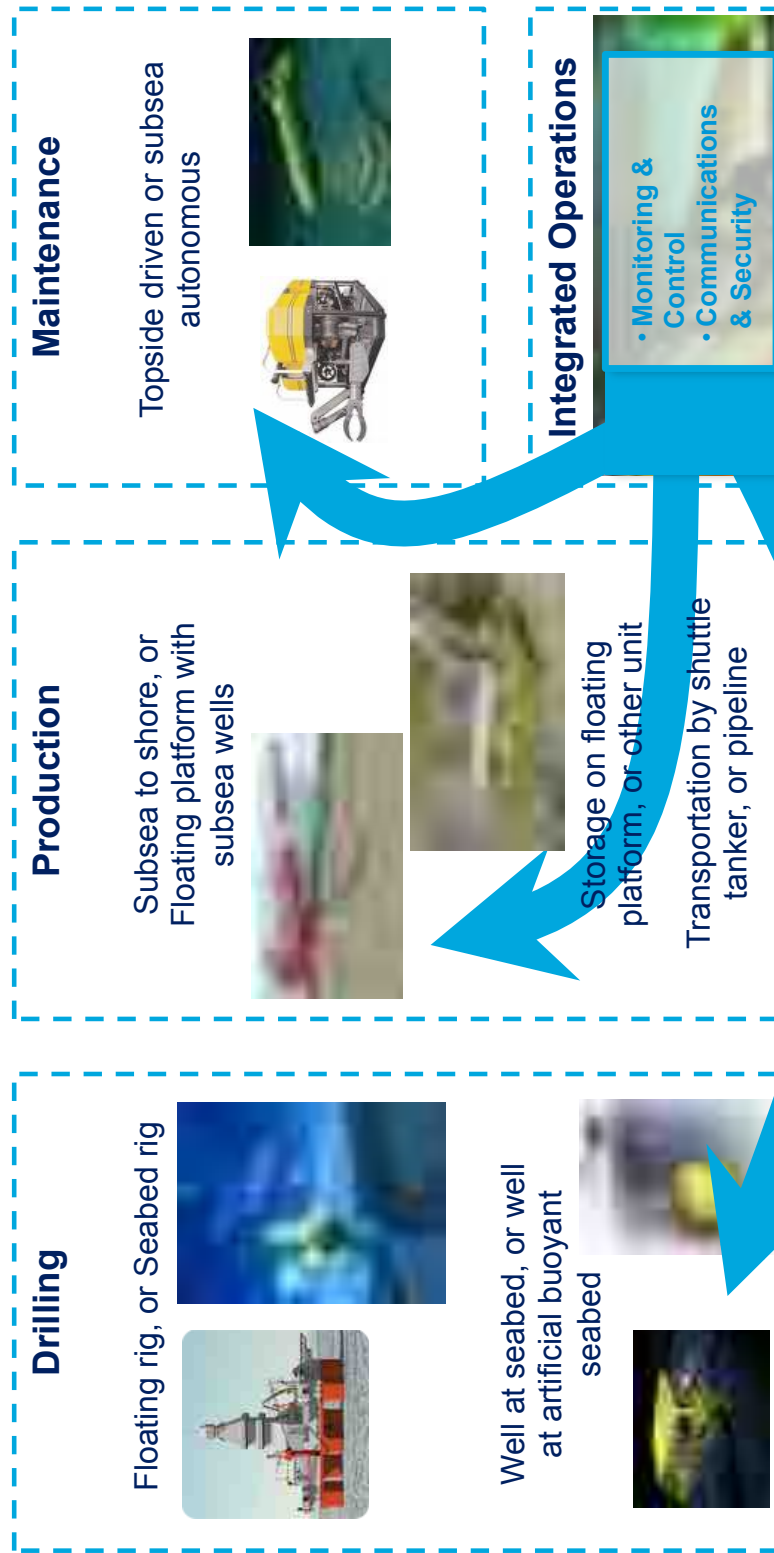 Drilling
Floating rig, or Seabed rig
Well at seabed, or well
at artificial buoyant
seabed
Production
Subsea to shore, or
Floating platform with
subsea wells
Storage on floating
platform, or other unit
Transportation by shuttle
tanker, or pipeline
Maintenance
Topside driven or subsea
autonomous
Integrated Operations
• Monitoring &
Control
• Communications
& Security